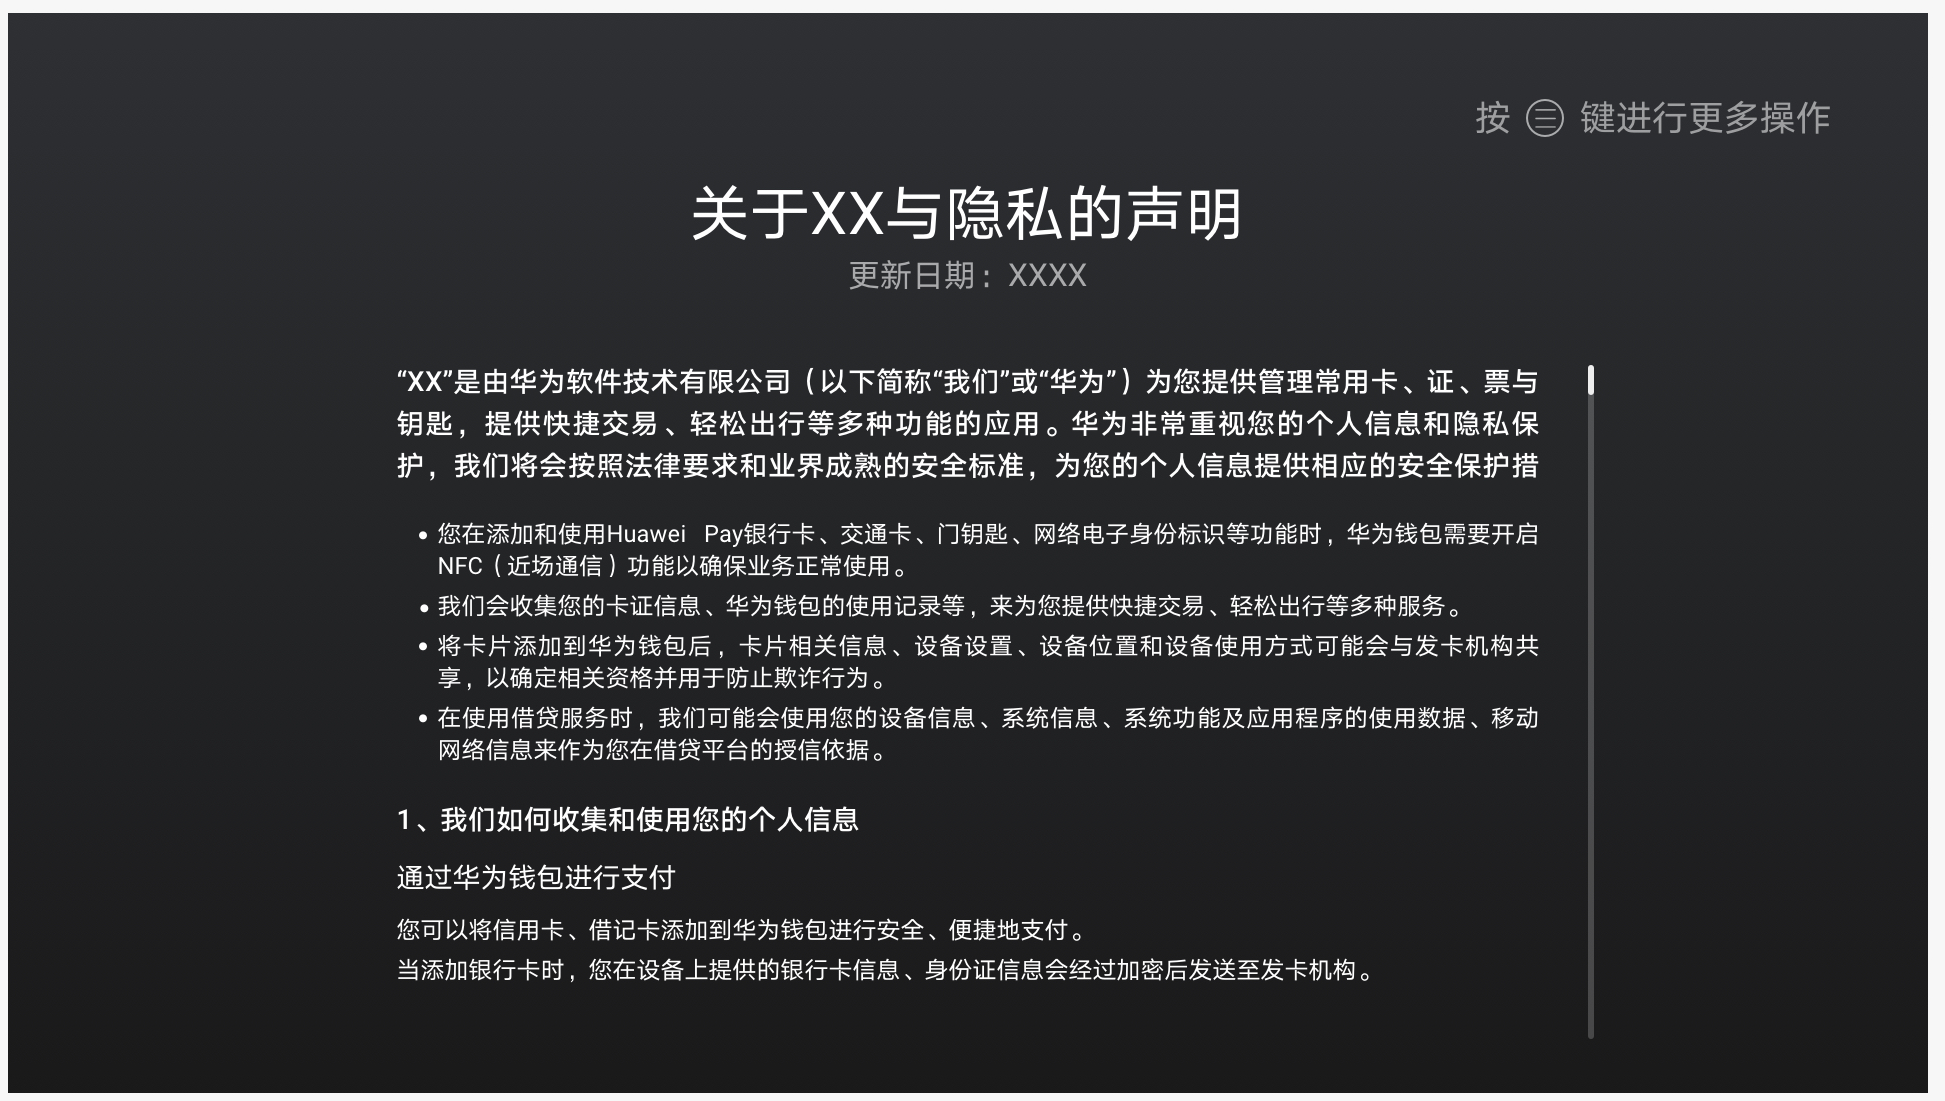 按 ☰ 键进行更多操作
关于XX与隐私的声明
更新日期：XXXX
“XX”是由华为软件技术有限公司（以下简称“我们”或“华为”）为您提供管理常用卡、证、票与
钥匙，提供快捷交易、轻松出行等多种功能的应用。华为非常重视您的个人信息和隐私保
护，我们将会按照法律要求和业界成熟的安全标准，为您的个人信息提供相应的安全保护措
• 您在添加和使用Huawei Pay银行卡、交通卡、门钥匙、网络电子身份标识等功能时，华为钱包需要开启
NFC（近场通信）功能以确保业务正常使用。
• 我们会收集您的卡证信息、华为钱包的使用记录等，来为您提供快捷交易、轻松出行等多种服务。
• 将卡片添加到华为钱包后，卡片相关信息、设备设置、设备位置和设备使用方式可能会与发卡机构共
享，以确定相关资格并用于防止欺诈行为。
• 在使用借贷服务时，我们可能会使用您的设备信息、系统信息、系统功能及应用程序的使用数据、移动
网络信息来作为您在借贷平台的授信依据。
1、我们如何收集和使用您的个人信息
通过华为钱包进行支付
您可以将信用卡、借记卡添加到华为钱包进行安全、便捷地支付。
当添加银行卡时，您在设备上提供的银行卡信息、身份证信息会经过加密后发送至发卡机构。